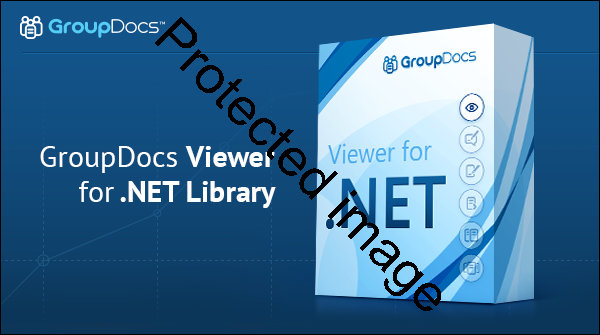 GroupDocs™
GroupDocs
Protected image
GroupDocs Viewer
for .NET Library
Viewer for
.NET